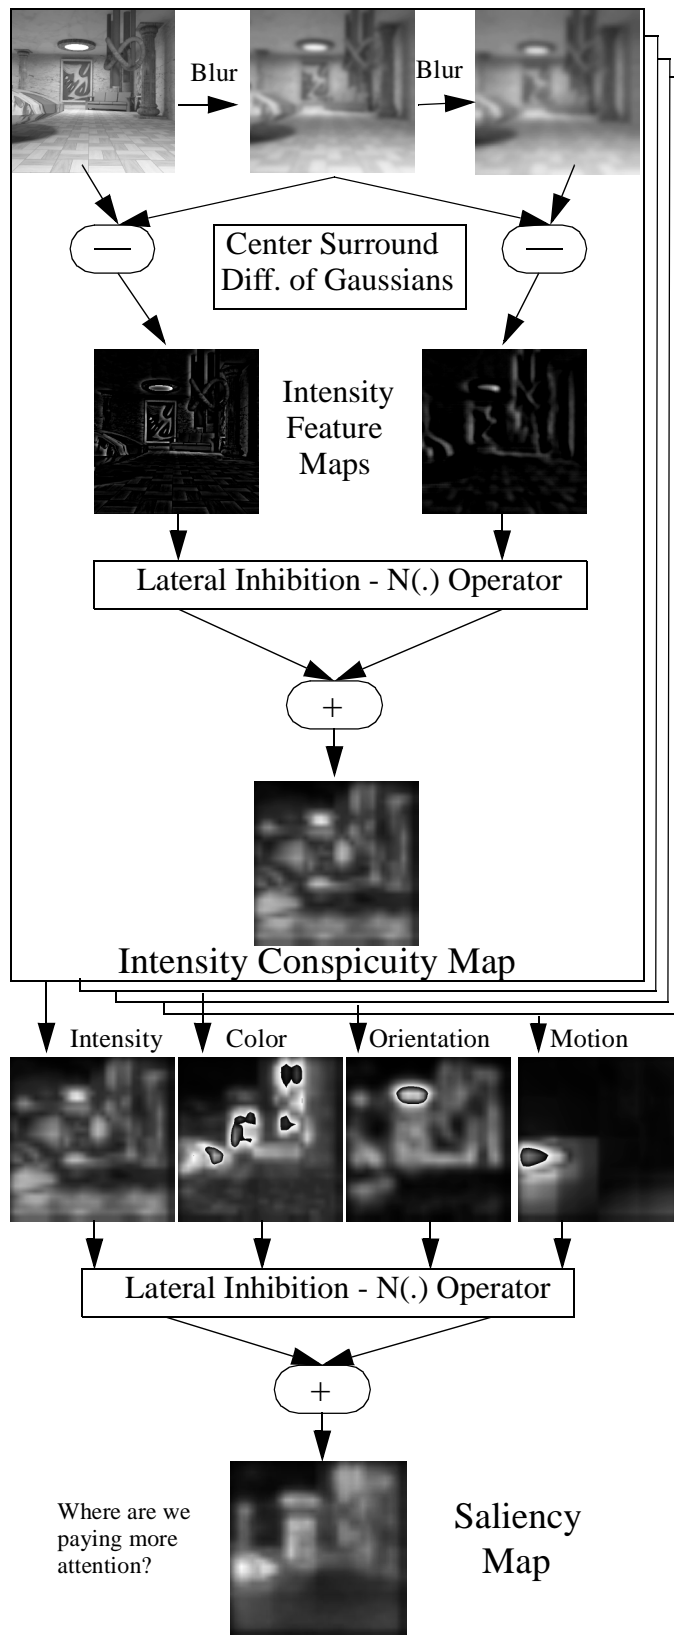 Blur
Blur
Center Surround
Diff. of Gaussians
Intensity
Feature
Maps
Lateral Inhibition - N(.) Operator
+
Intensity Conspicuity Map
Intensity
Color
Orientation
Motion
Lateral Inhibition - N(.) Operator
+
Where are we
paying more
attention?
Saliency
Map